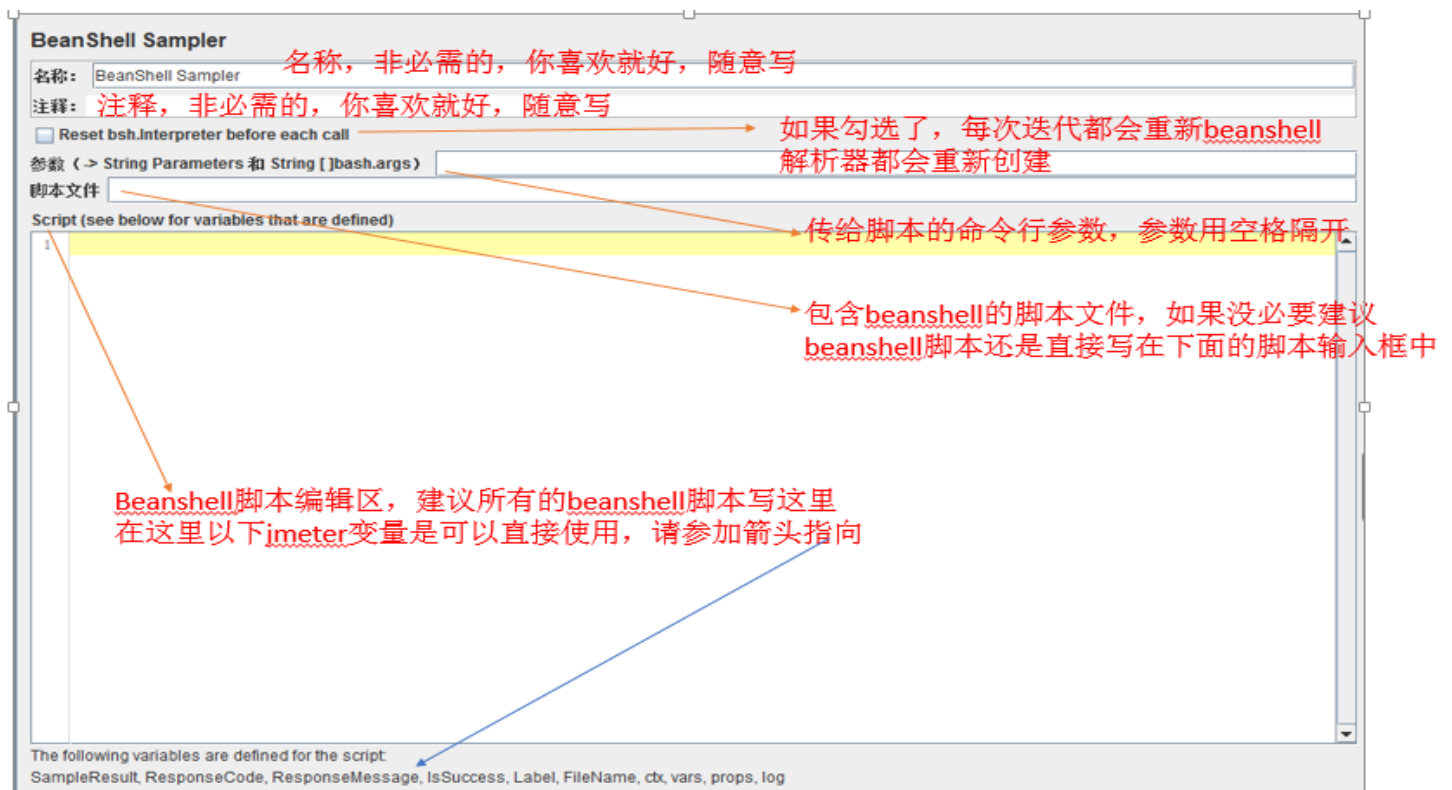 BeanShell Sampler
名称： BeanShell Sampler 名称，非必需的，你喜欢就好，随意写
注释： 注释，非必需的，你喜欢就好，随意写
Reset bsh.Interpreter before each call
如果勾选了，每次迭代都会重新beanshell
解析器都会重新创建
参数（-> String Parameters 和 String [ ]bash.args）
脚本文件
Script (see below for variables that are defined)
传给脚本的命令行参数，参数用空格隔开
1
包含beanshell的脚本文件，如果没必要建议
beanshell脚本还是直接写在下面的脚本输入框中
Beanshell脚本编辑区，建议所有的beanshell脚本写这里
在这里以下jmeter变量是可以直接使用，请参加箭头指向
The following variables are defined for the script:
SampleResult, ResponseCode, ResponseMessage, IsSuccess, Label, FileName, ctx, vars, props, log